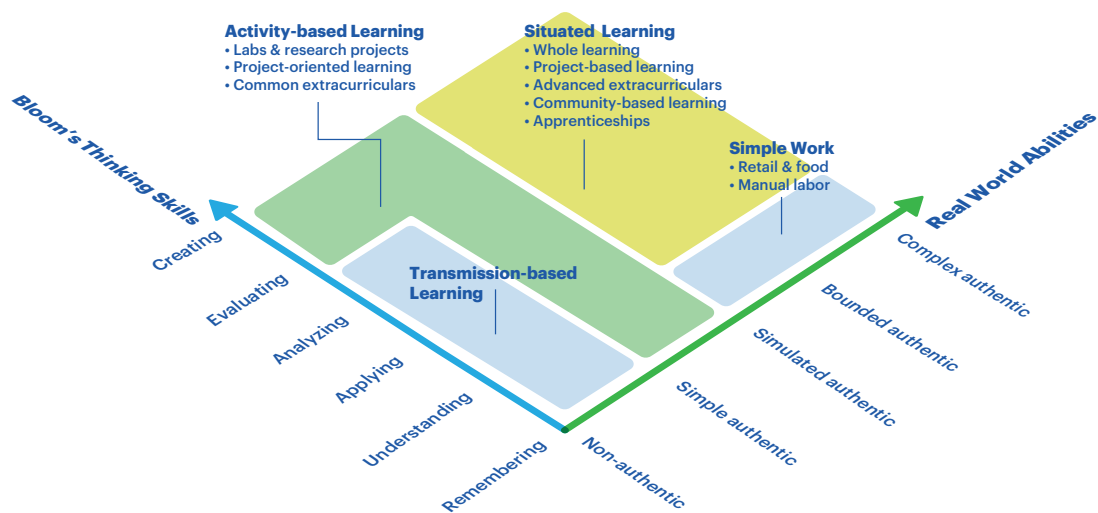 Activity-based Learning
• Labs & research projects
• Project-oriented learning
• Common extracurriculars
Situated Learning
• Whole learning
• Project-based learning
• Advanced extracurriculars
• Community-based learning
• Apprenticeships
Simple Work
• Retail & food
• Manual labor
Transmission-based
Learning
Bloom's Thinking Skills
Creating
Evaluating
Analyzing
Applying
Understanding
Remembering
Real World Abilities
Complex authentic
Bounded authentic
Simulated authentic
Simple authentic
Non-authentic